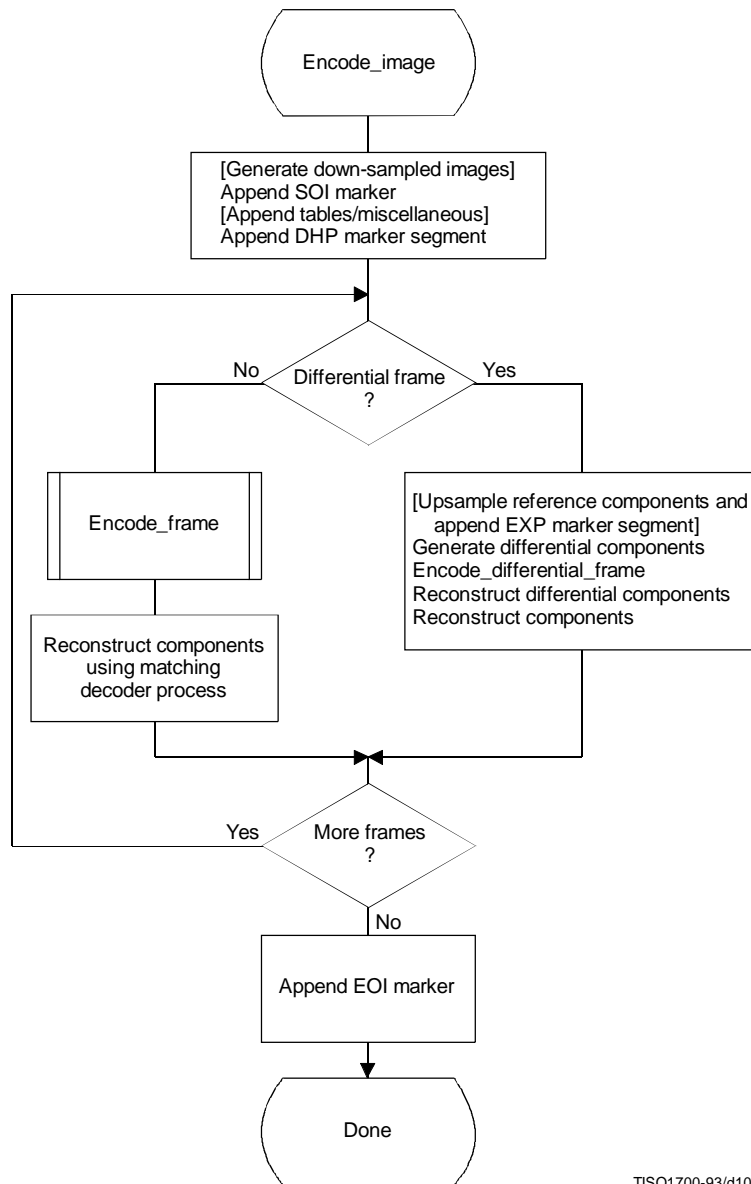 Encode_image
[Generate down-sampled images]
Append SOI marker
[Append tables/miscellaneous]
Append DHP marker segment
No
Differential frame
?
Yes
Encode_frame
[Upsample reference components and
append EXP marker segment]
Generate differential components
Encode_differential_frame
Reconstruct differential components
Reconstruct components
Reconstruct components
using matching
decoder process
Yes
More frames
?
No
Append EOI marker
Done
TISO1700-93/d10